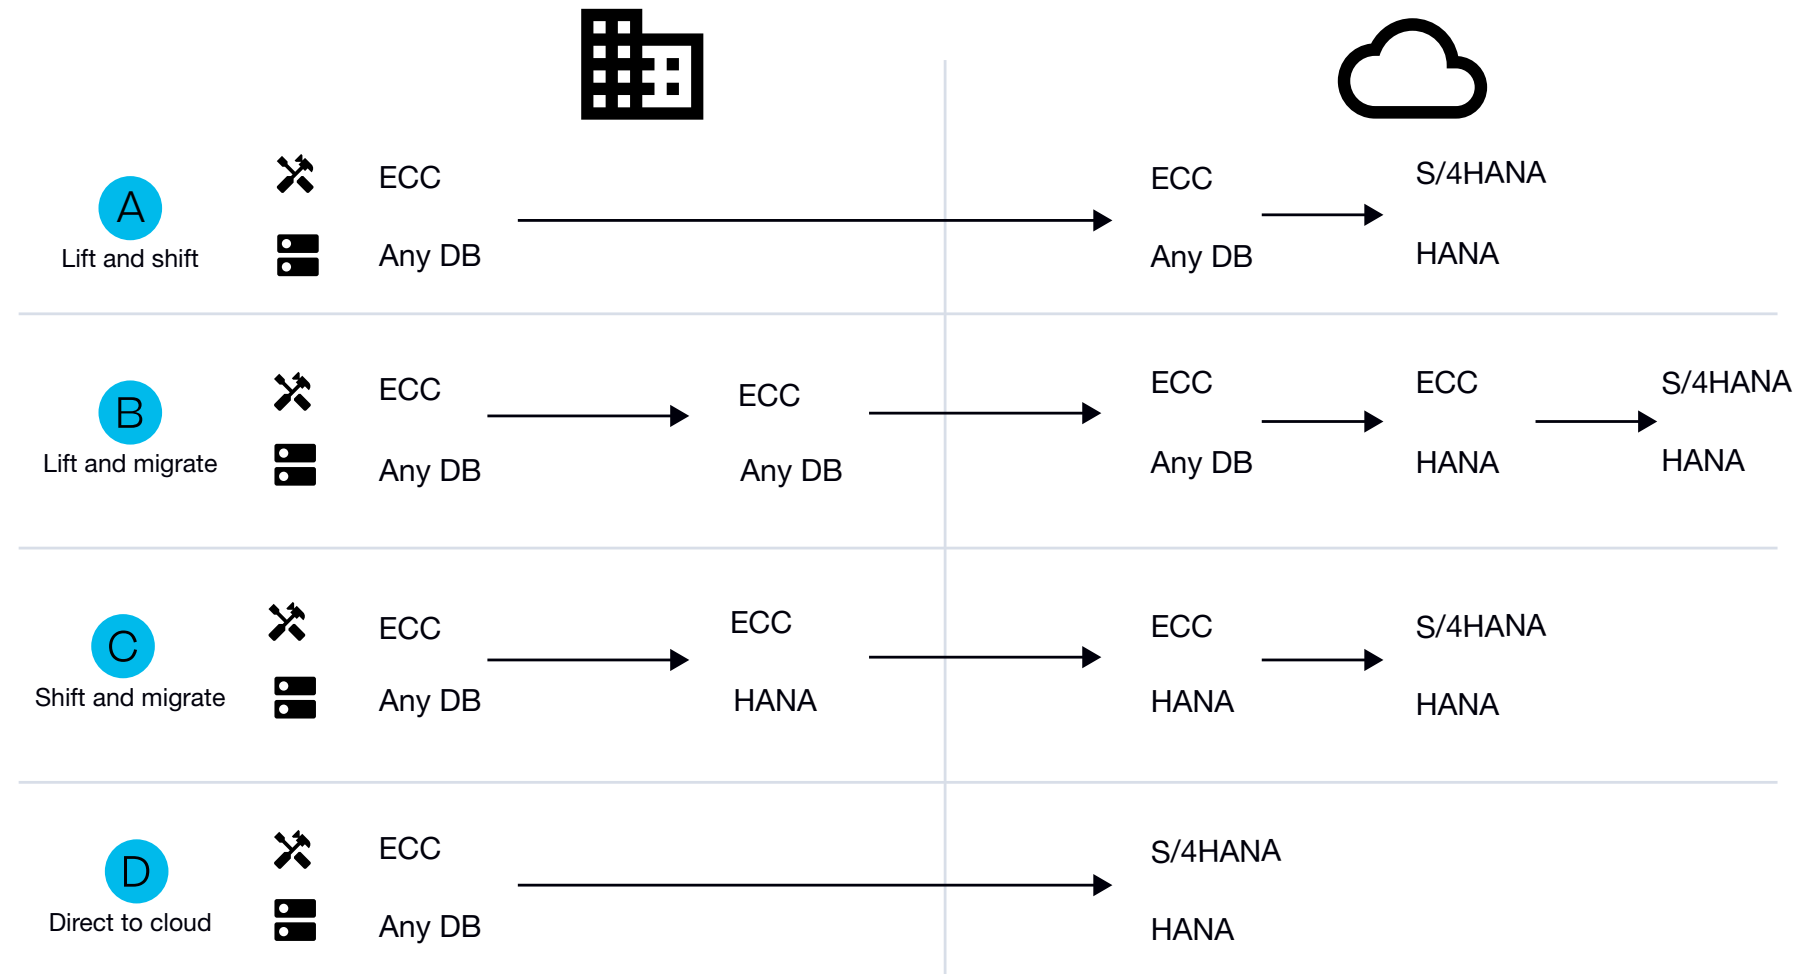 ECC
ECC
S/4HANA
A
Lift and shift
Any DB
Any DB
HANA
ECC
ECC
ECC
ECC
S/4HANA
B
Lift and migrate
Any DB
Any DB
Any DB
HANA
HANA
ECC
ECC
ECC
S/4HANA
C
Shift and migrate
Any DB
HANA
HANA
HANA
ECC
S/4HANA
D
Direct to cloud
Any DB
HANA